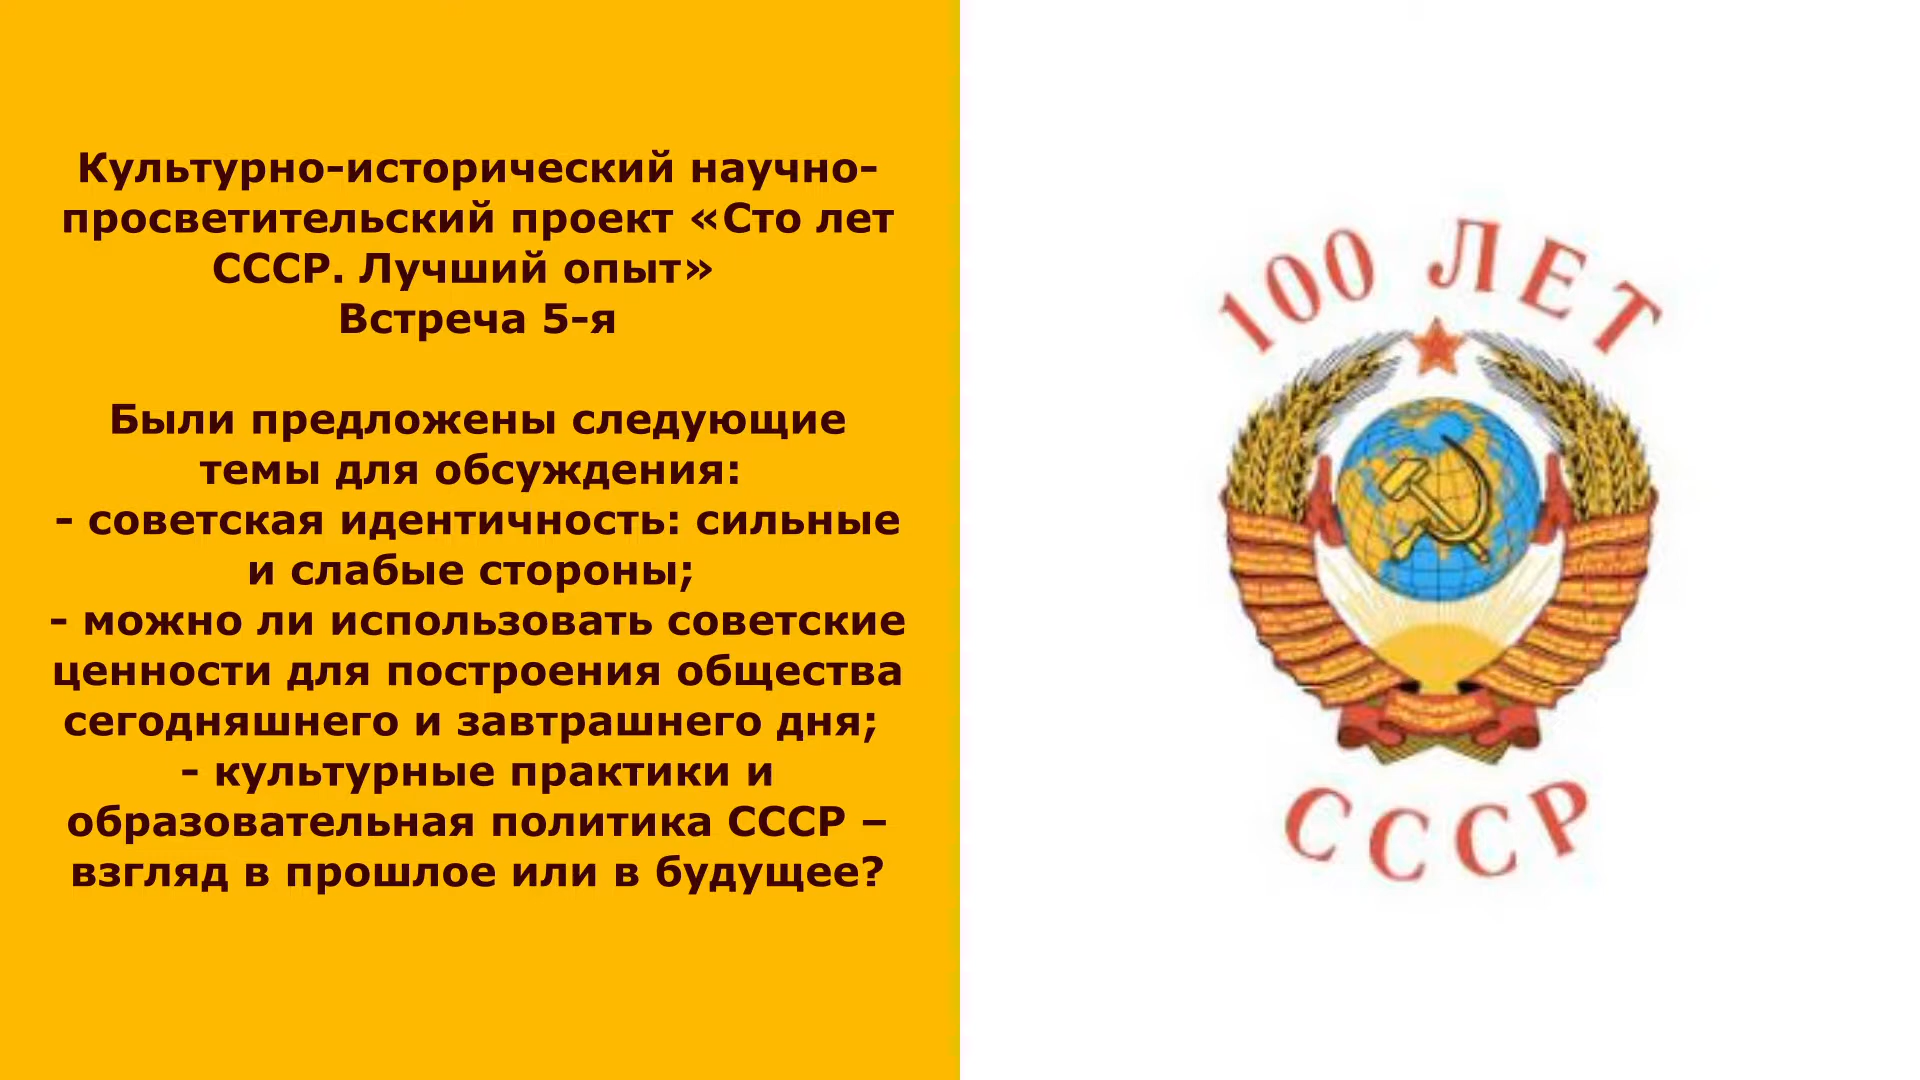 Культурно-исторический научно-
просветительский проект «Сто лет
СССР. Лучший опыт»
Встреча 5-я
Были предложены следующие
темы для обсуждения:
- советская идентичность: сильные
и слабые стороны;
- можно ли использовать советские
ценности для построения общества
сегодняшнего и завтрашнего дня;
- культурные практики и
образовательная политика СССР –
взгляд в прошлое или в будущее?
100 ЛЕТ
СССР